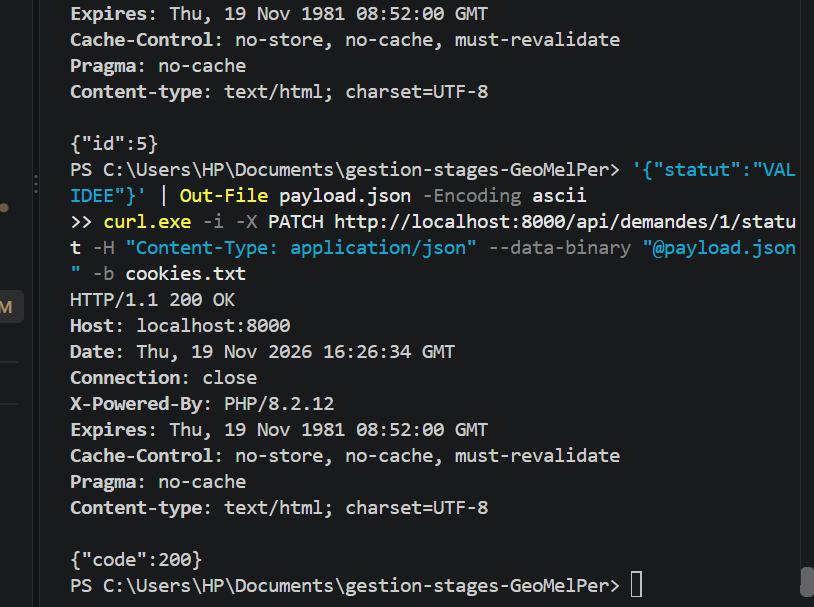 Expires: Thu, 19 Nov 1981 08:52:00 GMT
Cache-Control: no-store, no-cache, must-revalidate
Pragma: no-cache
Content-type: text/html; charset=UTF-8

{"id":5}
PS C:\Users\HP\Documents\gestion-stages-GeoMelPer> '{"statut":"VAL
IDEE"}' | Out-File payload.json -Encoding ascii
>> curl.exe -i -X PATCH http://localhost:8000/api/demandes/1/statu
t -H "Content-Type: application/json" --data-binary "@payload.json
" -b cookies.txt
HTTP/1.1 200 OK
Host: localhost:8000
Date: Thu, 19 Nov 2026 16:26:34 GMT
Connection: close
X-Powered-By: PHP/8.2.12
Expires: Thu, 19 Nov 1981 08:52:00 GMT
Cache-Control: no-store, no-cache, must-revalidate
Pragma: no-cache
Content-type: text/html; charset=UTF-8

{"code":200}
PS C:\Users\HP\Documents\gestion-stages-GeoMelPer>
M